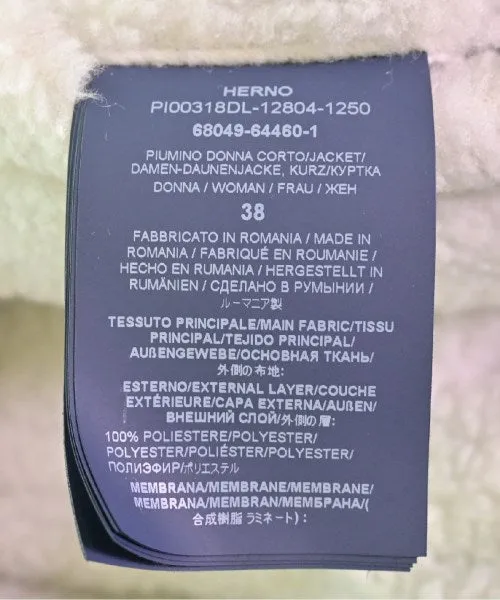 HERNO
PI00318DL-12804-1250
68049-64460-1
PIUMINO DONNA CORTO/JACKET/
DAMEN-DAUNENJACKE, KURZ/КУРТКА
DONNA / WOMAN / FRAU / ЖЕН
38
FABBRICATO IN ROMANIA / MADE IN
ROMANIA / FABRIQUÉ EN ROUMANIE /
HECHO EN RUMANIA / HERGESTELLT IN
RUMÄNIEN / СДЕЛАНО В РУМЫНИИ /
ルーマニア製
TESSUTO PRINCIPALE/MAIN FABRIC/TISSU
PRINCIPAL/TEJIDO PRINCIPAL/
AUßENGEWEBE/ОСНОВНАЯ ТКАНЬ/
外側の布地:
ESTERNO/EXTERNAL LAYER/COUCHE
EXTÉRIEURE/CAPA EXTERNA/AUßEN/
ВНЕШНИЙ СЛОЙ/外側の層:
100% POLIESTERE/POLYESTER/
POLYESTER/POLIÉSTER/POLYESTER/
ПОЛИЭФИР/ポリエステル
MEMBRANA/MEMBRANE/MEMBRANE/
MEMBRANA/MEMBRAN/МЕМБРАНА/(
合成樹脂 ラミネート):